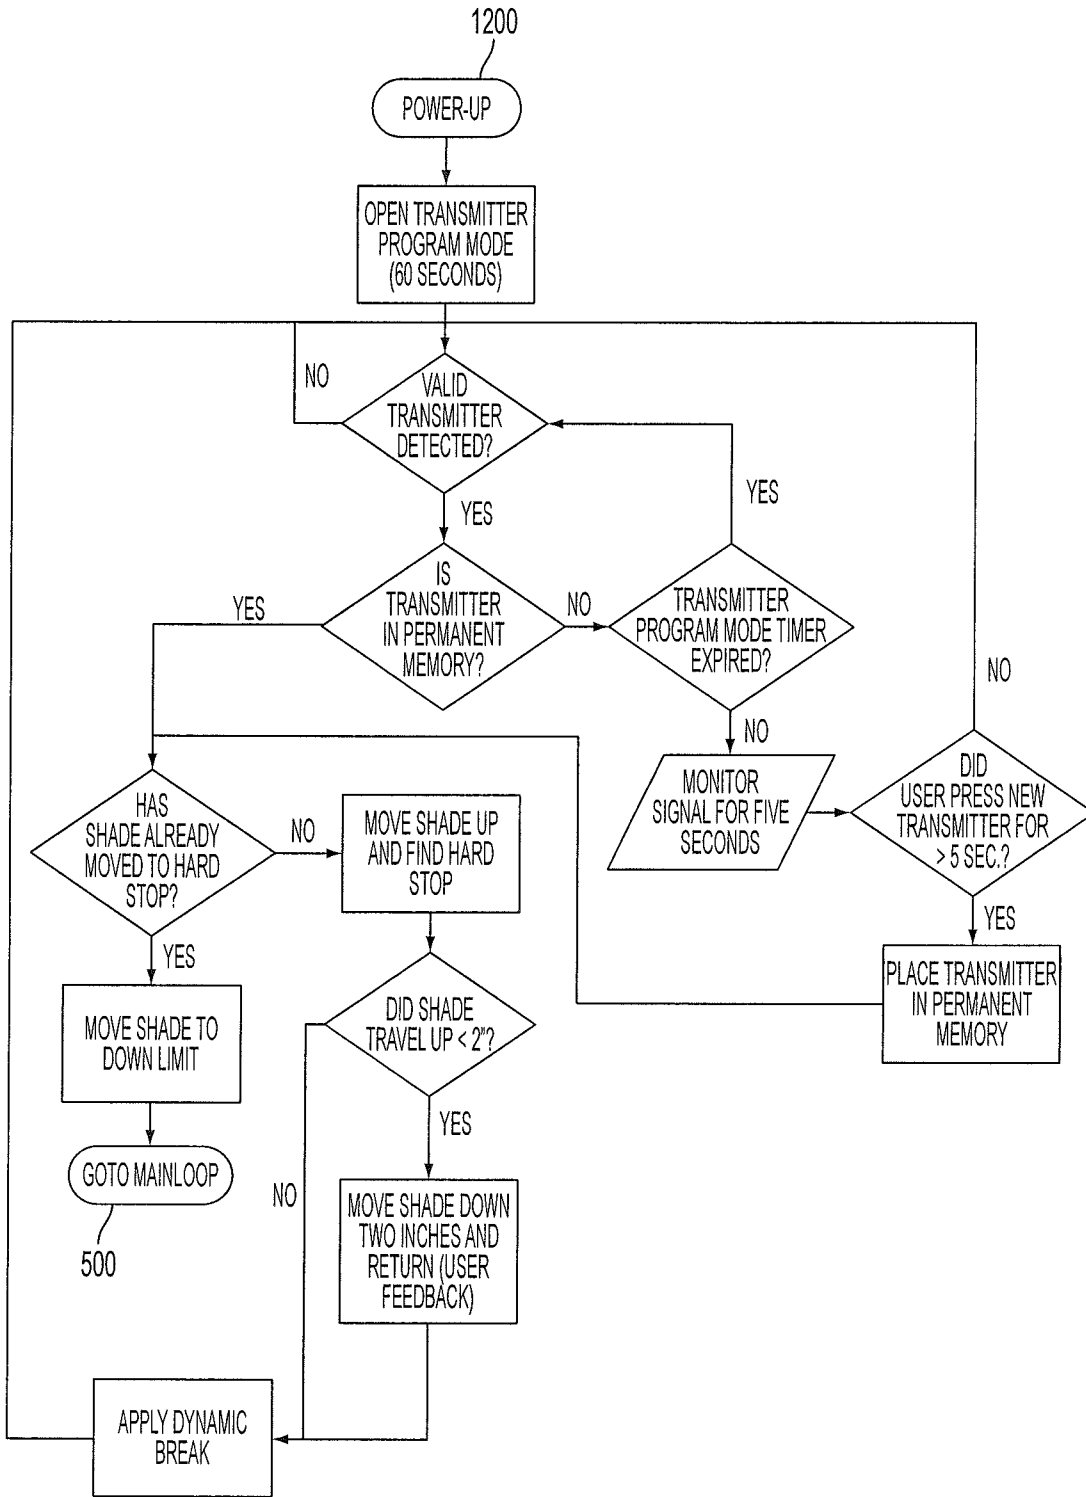 1200
POWER-UP
OPEN TRANSMITTER
PROGRAM MODE
(60 SECONDS)
NO
VALID
TRANSMITTER
DETECTED?
YES
YES
IS
TRANSMITTER
IN PERMANENT
MEMORY?
YES
NO
TRANSMITTER
PROGRAM MODE TIMER
EXPIRED?
NO
NO
MONITOR
SIGNAL FOR FIVE
SECONDS
DID
USER PRESS NEW
TRANSMITTER FOR
> 5 SEC.?
YES
PLACE TRANSMITTER
IN PERMANENT
MEMORY
HAS
SHADE ALREADY
MOVED TO HARD
STOP?
NO
MOVE SHADE UP
AND FIND HARD
STOP
YES
MOVE SHADE TO
DOWN LIMIT
GOTO MAINLOOP
500
DID SHADE
TRAVEL UP < 2"?
YES
NO
MOVE SHADE DOWN
TWO INCHES AND
RETURN (USER
FEEDBACK)
APPLY DYNAMIC
BREAK